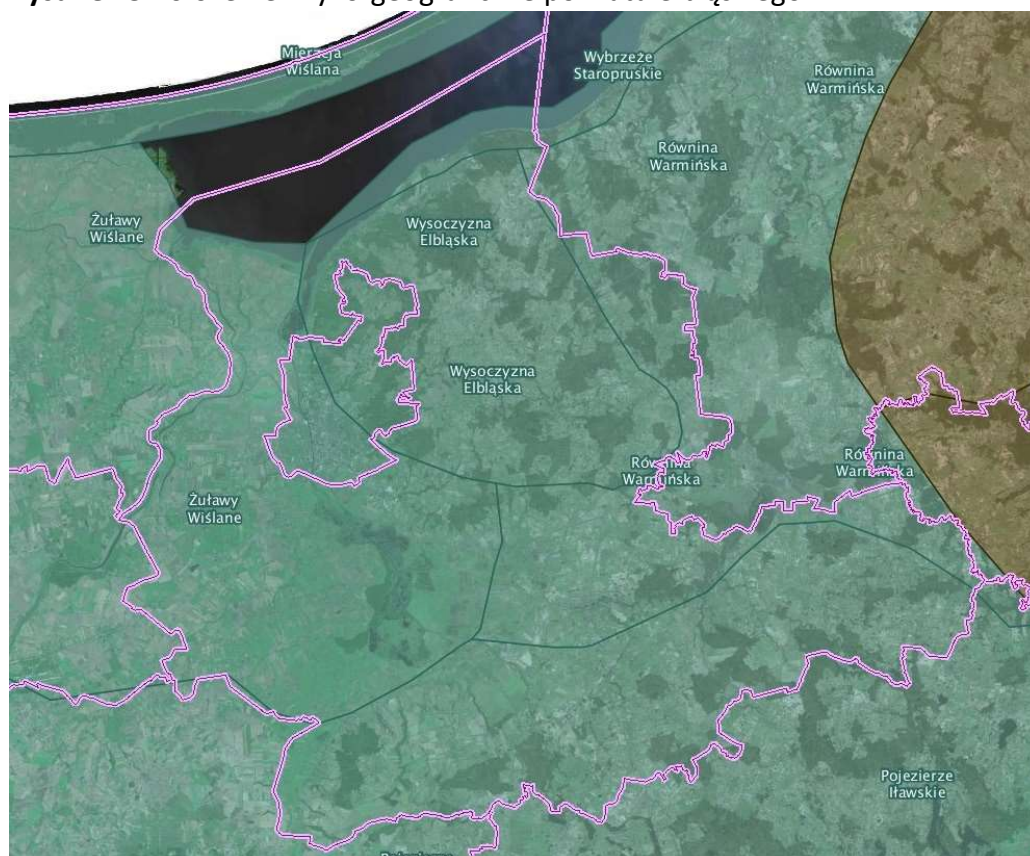 Mierzeja
Wiślana
Wybrzeże
Staropruskie
Równina
Warmińska
Równina
Warmińska
Żuławy
Wiślane
Wysoczyzna
Elbląska
Wysoczyzna
Elbląska
Równina
Warmińska
Równina
Warmińska
Żuławy
Wiślane
Pojezierze
Iławskie